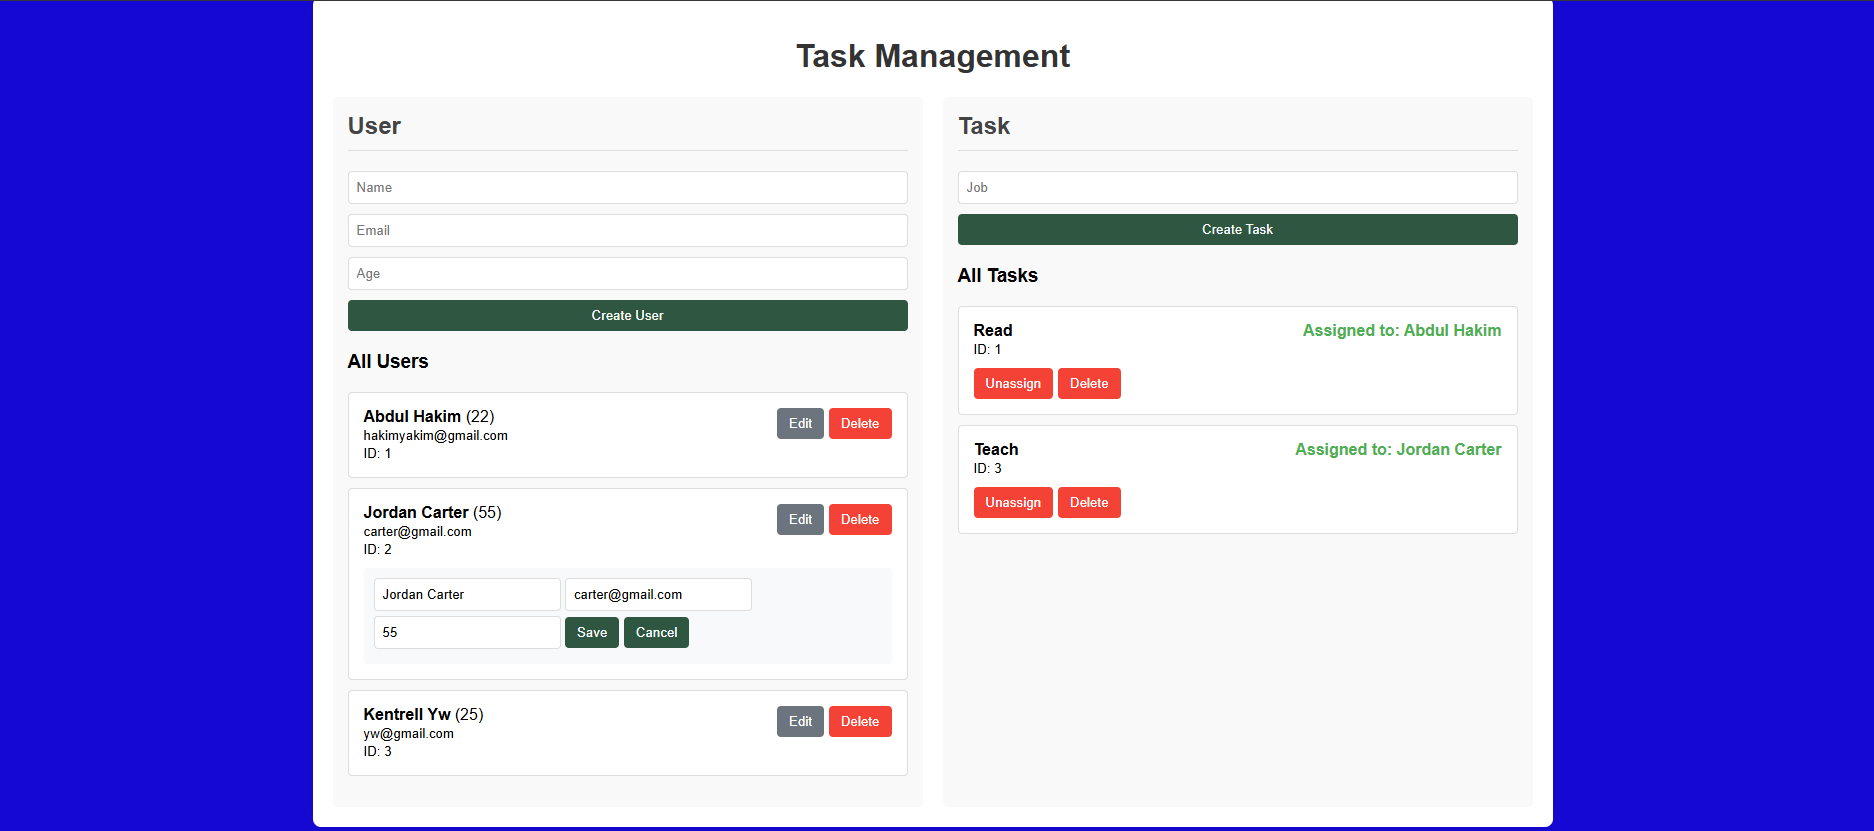 Task Management
User
Name
Email
Age
Create User
All Users
Abdul Hakim (22)
hakimyakim@gmail.com
ID: 1
Edit Delete
Jordan Carter (55)
carter@gmail.com
ID: 2
Edit Delete
Jordan Carter carter@gmail.com
55 Save Cancel
Kentrell Yw (25)
yw@gmail.com
ID: 3
Edit Delete
Task
Job
Create Task
All Tasks
Read
ID: 1
Assigned to: Abdul Hakim
Unassign Delete
Teach
ID: 3
Assigned to: Jordan Carter
Unassign Delete